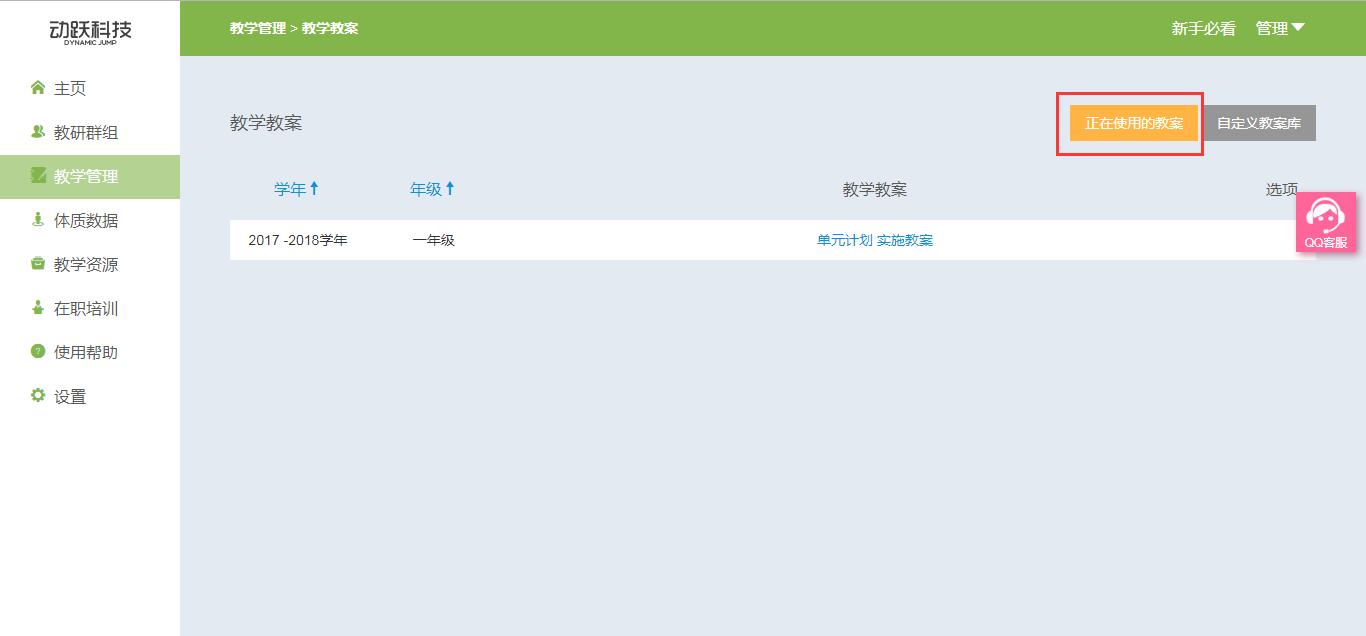 动跃科技
DYNAMIC JUMP
教学管理 > 教学教案
新手必看 管理
主页
教研群组
教学管理
体质数据
教学资源
在职培训
使用帮助
设置
教学教案
正在使用的教案 自定义教案库
学年 年级 教学教案 选项
2017 -2018学年 一年级 单元计划 实施教案
QQ客服